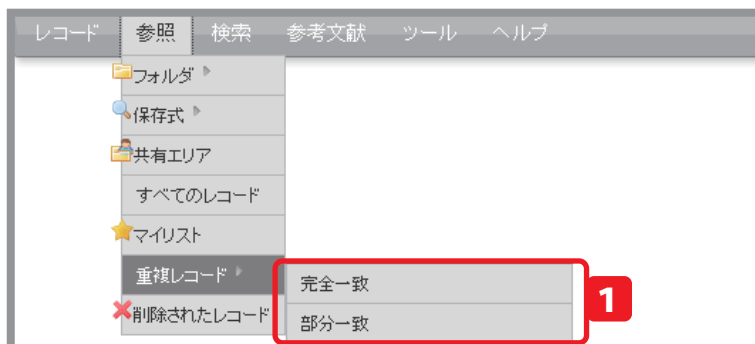 レコード 参照 検索 参考文献 ツール ヘルプ
フォルダ
保存式
共有エリア
すべてのレコード
マイリスト
重複レコード
完全一致
1
削除されたレコード
部分一致